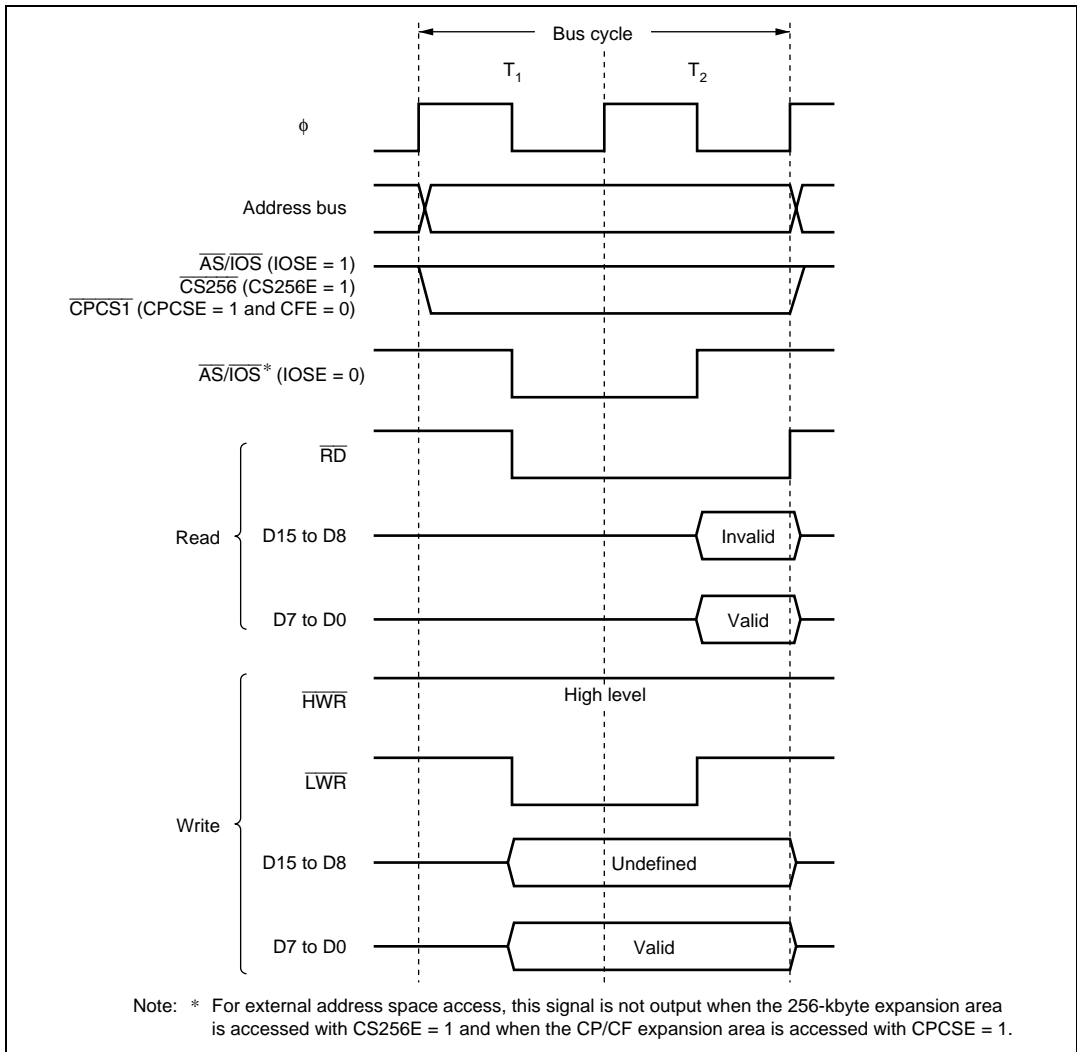 Bus cycle
T1 T2
ϕ
Address bus
AS/IOS (IOSE = 1)
CS256 (CS256E = 1)
CPCS1 (CPCSE = 1 and CFE = 0)
AS/IOS* (IOSE = 0)
RD
Read
D15 to D8
Invalid
D7 to D0
Valid
HWR
High level
LWR
Write
D15 to D8
Undefined
D7 to D0
Valid
Note: * For external address space access, this signal is not output when the 256-kbyte expansion area
is accessed with CS256E = 1 and when the CP/CF expansion area is accessed with CPCSE = 1.